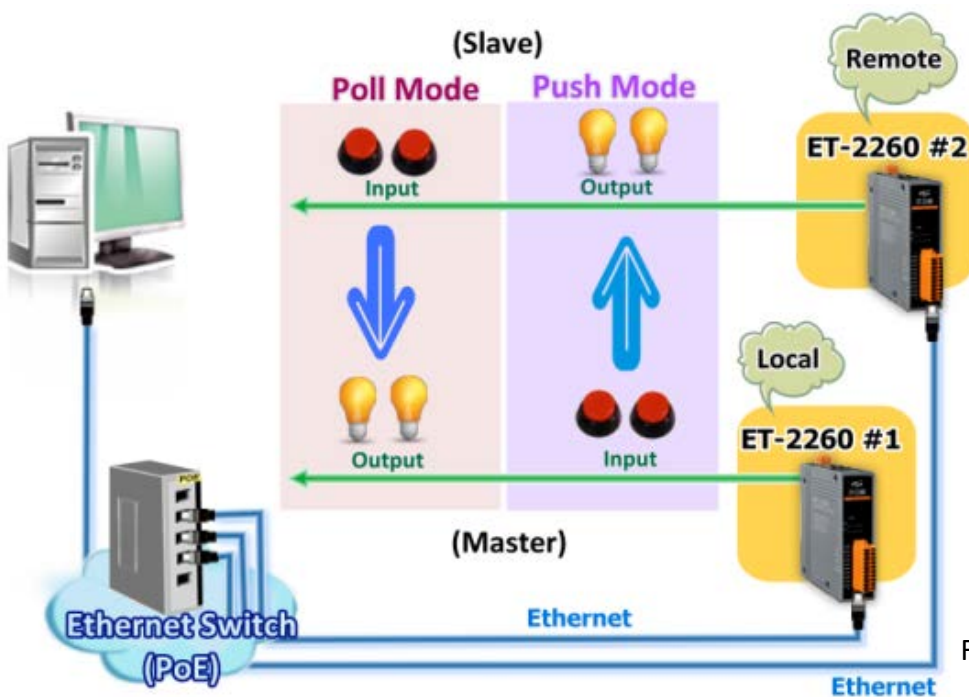 (Slave)
Remote
Poll Mode
Push Mode
ET-2260 #2
Input
Output
Local
ET-2260 #1
Output
Input
(Master)
POE
Ethernet Switch
(PoE)
Ethernet
Ethernet
F